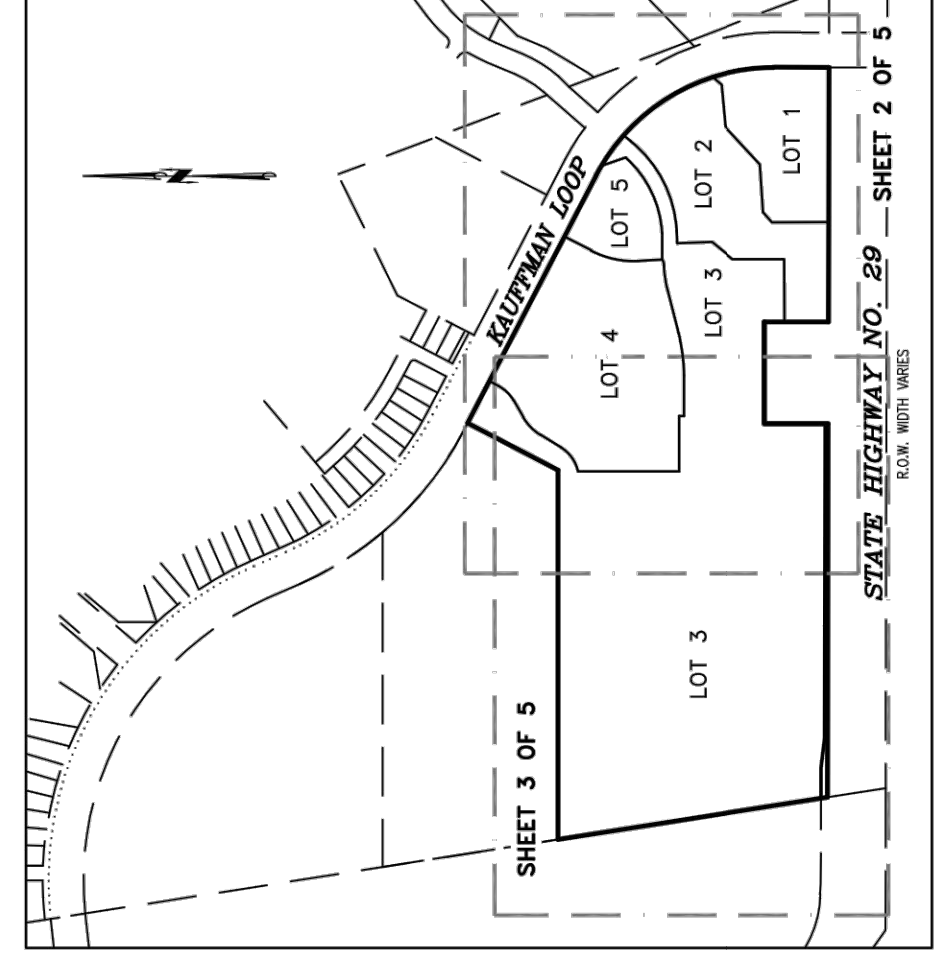 SHEET 2 OF 5
LOT 1
LOT 2
LOT 5
KAUFFMAN LOOP
LOT 3
LOT 4
STATE HIGHWAY NO. 29
R.O.W. WIDTH VARIES
LOT 3
SHEET 3 OF 5